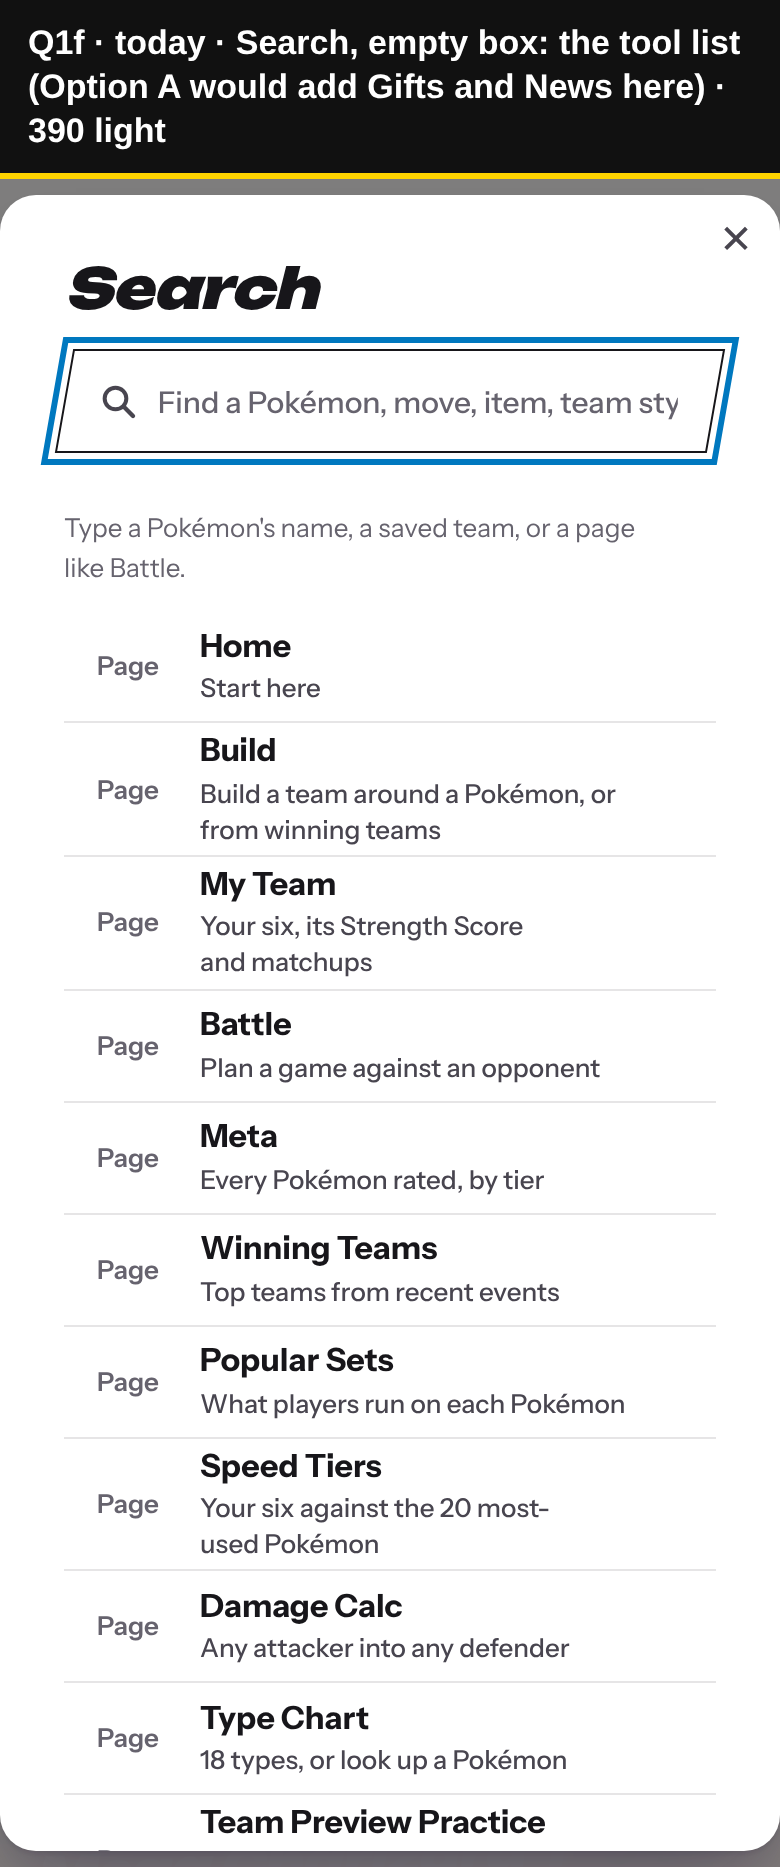 Q1f · today · Search, empty box: the tool list
(Option A would add Gifts and News here) ·
390 light
Search
Find a Pokémon, move, item, team sty
Type a Pokémon's name, a saved team, or a page
like Battle.
Home
Page
Start here
Build
Page
Build a team around a Pokémon, or
from winning teams
My Team
Page
Your six, its Strength Score
and matchups
Battle
Page
Plan a game against an opponent
Meta
Page
Every Pokémon rated, by tier
Winning Teams
Page
Top teams from recent events
Popular Sets
Page
What players run on each Pokémon
Speed Tiers
Page
Your six against the 20 most-
used Pokémon
Damage Calc
Page
Any attacker into any defender
Type Chart
Page
18 types, or look up a Pokémon
Team Preview Practice